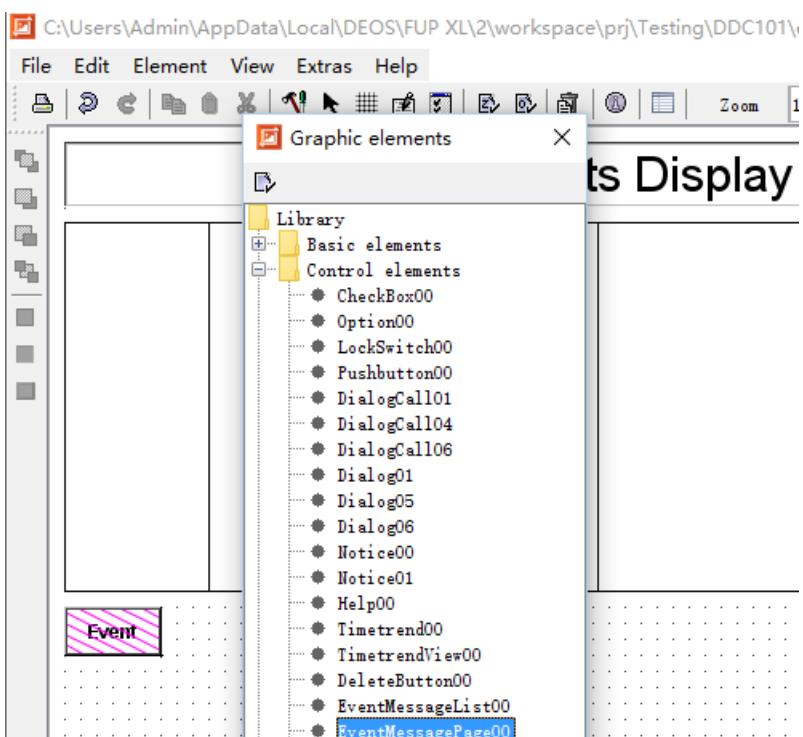 C:\Users\Admin\AppData\Local\DEOS\FUP XL\2\workspace\prj\Testing\DDC101\
File Edit Element View Extras Help
Zoom
Graphic elements
ts Display
Library
Basic elements
Control elements
CheckBox00
Option00
LockSwitch00
Pushbutton00
DialogCall01
DialogCall04
DialogCall06
Dialog01
Dialog05
Dialog06
Notice00
Notice01
Help00
Timetrend00
TimetrendView00
Event
DeleteButton00
EventMessageList00
EventMessagePage00